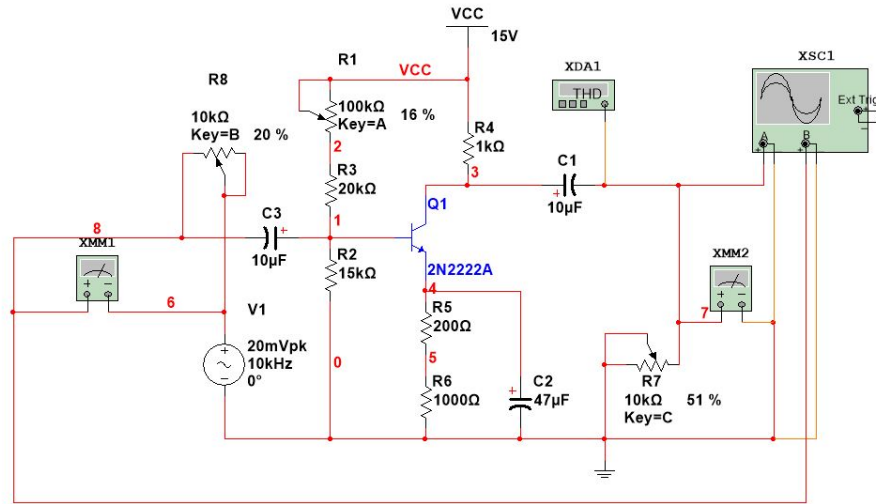 VCC
15V
XSC1
XDA1
THD
Ext Trig
A
B
R8
10kΩ
Key=B
20 %
R1
VCC
100kΩ
Key=A
16 %
2
R4
1kΩ
3
C1
10µF
R3
20kΩ
1
Q1
2N2222A
8
C3
10µF
R2
15kΩ
XMM1
6
V1
20mVpk
10kHz
0°
0
4
R5
200Ω
5
R6
1000Ω
C2
47µF
XMM2
7
R7
10kΩ
Key=C
51 %